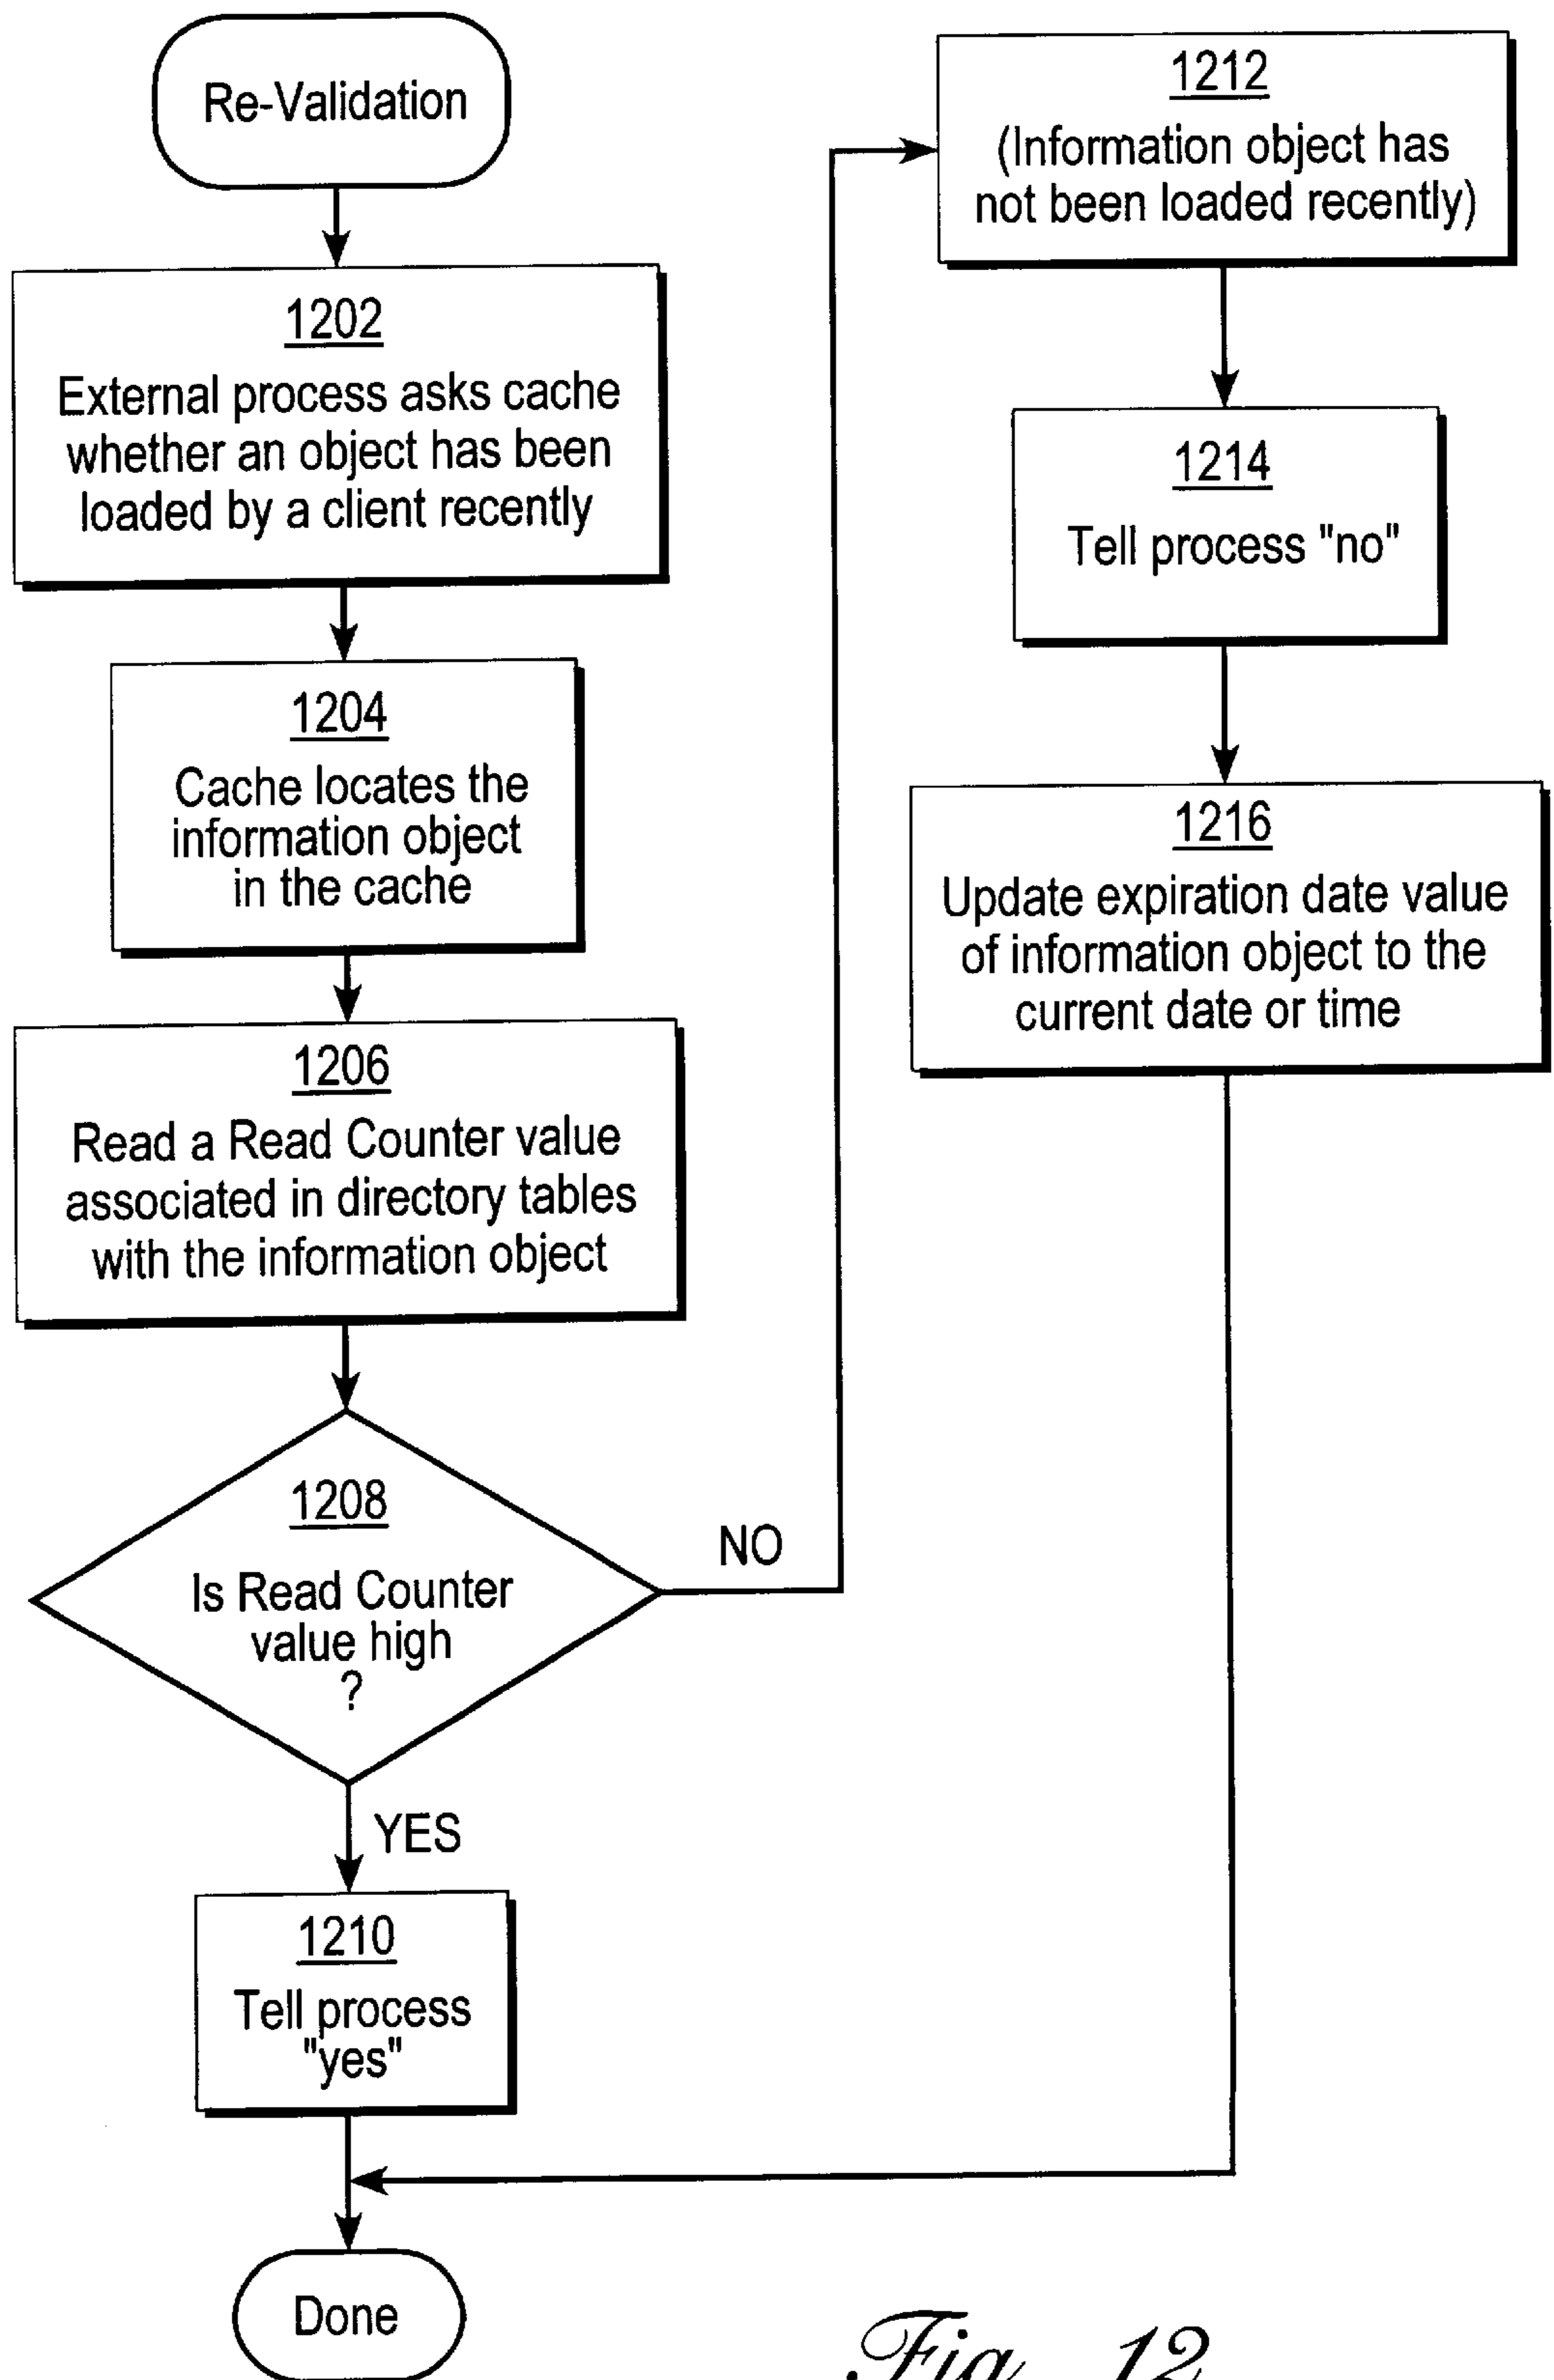 Re-Validation
1202
External process asks cache
whether an object has been
loaded by a client recently
1204
Cache locates the
information object
in the cache
1206
Read a Read Counter value
associated in directory tables
with the information object
1208
Is Read Counter
value high
?
NO
YES
1210
Tell process
"yes"
Done
1212
(Information object has
not been loaded recently)
1214
Tell process "no"
1216
Update expiration date value
of information object to the
current date or time
Fig. 12